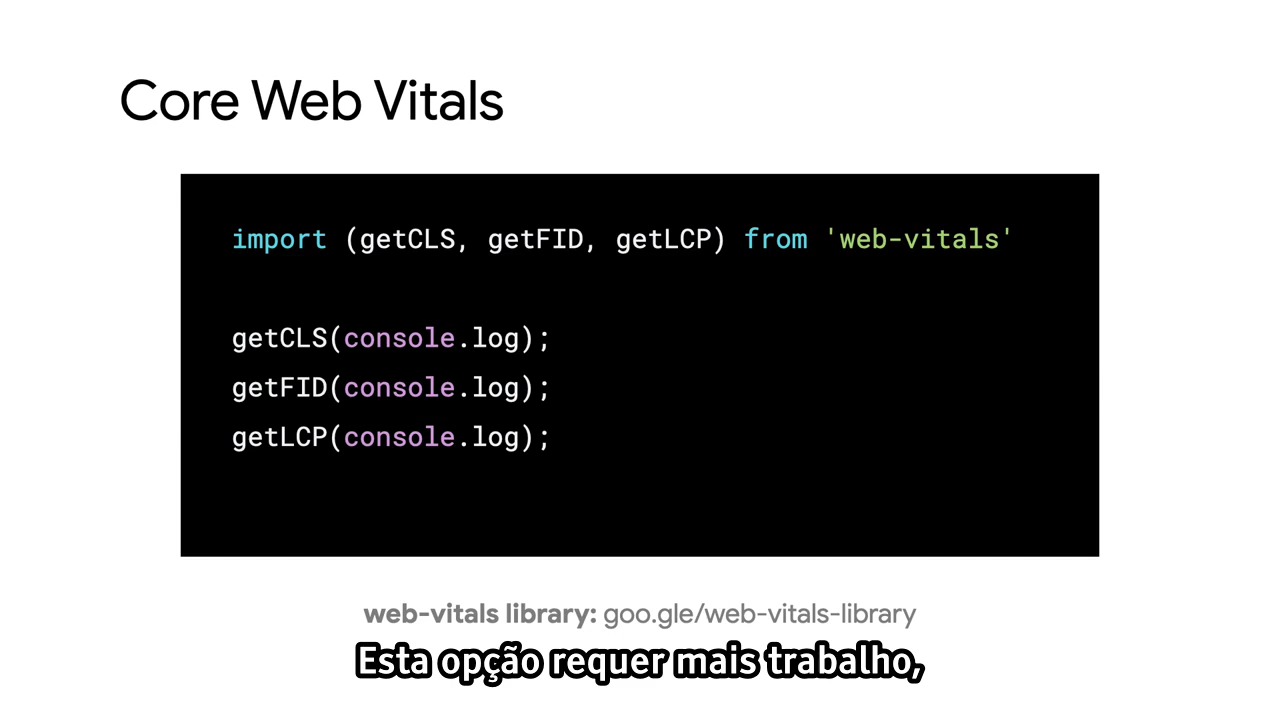 Core Web Vitals
import (getCLS, getFID, getLCP) from 'web-vitals'
getCLS(console.log);
getFID(console.log);
getLCP(console.log);
web-vitals library: goo.gle/web-vitals-library
Esta opção requer mais trabalho,